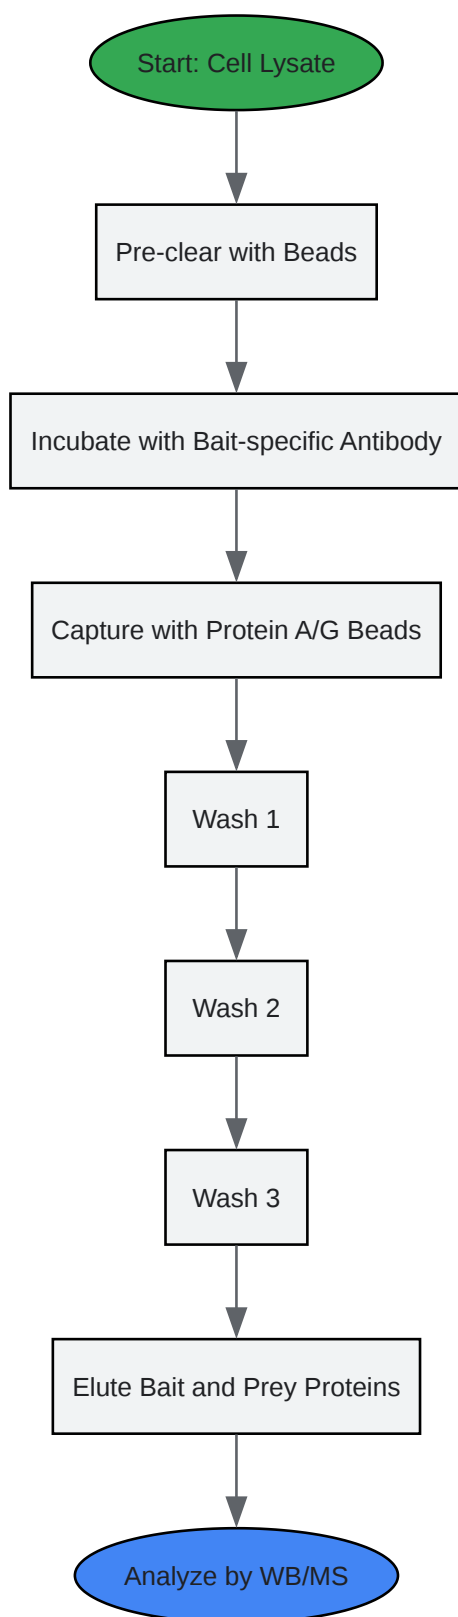 Start: Cell Lysate
Pre-clear with Beads
Incubate with Bait-specific Antibody
Capture with Protein A/G Beads
Wash 1
Wash 2
Wash 3
Elute Bait and Prey Proteins
Analyze by WB/MS